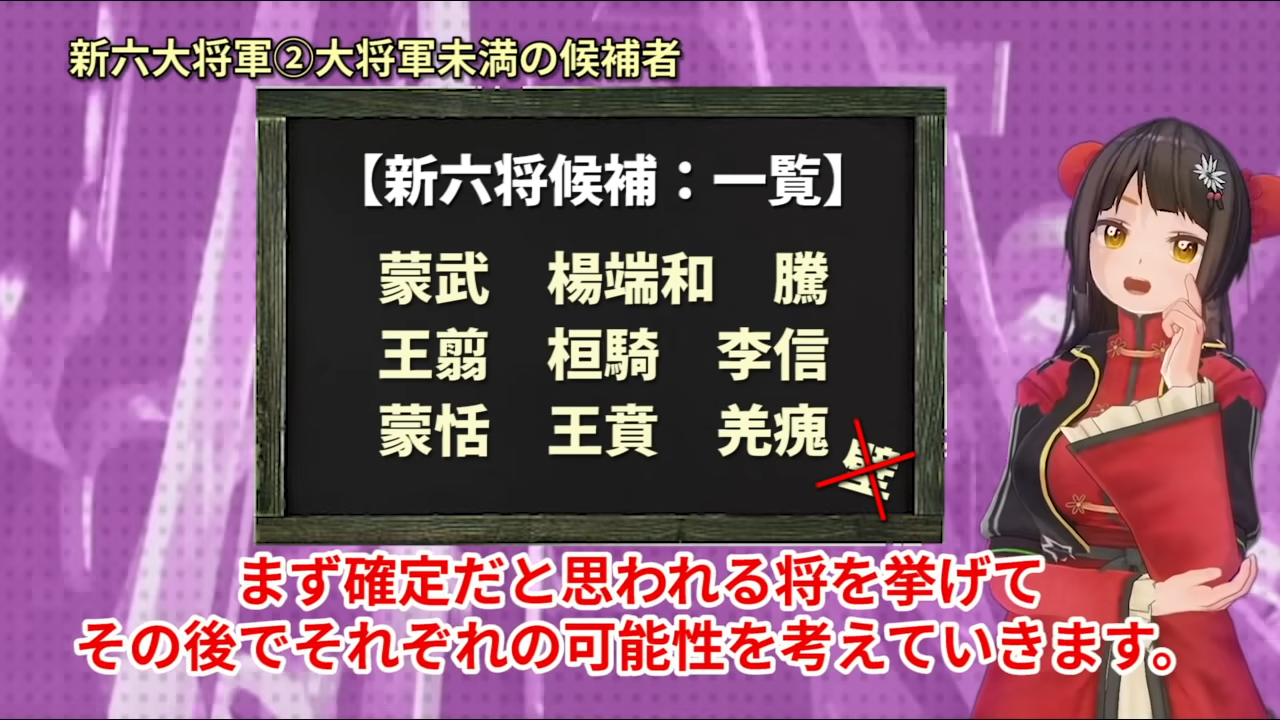 新六大将軍②大将軍未満の候補者
【新六将候補：一覧】
蒙武 楊端和 騰
王翦 桓騎 李信
蒙恬 王賁 羌瘣
壁
まず確定だと思われる将を挙げて
その後でそれぞれの可能性を考えていきます。